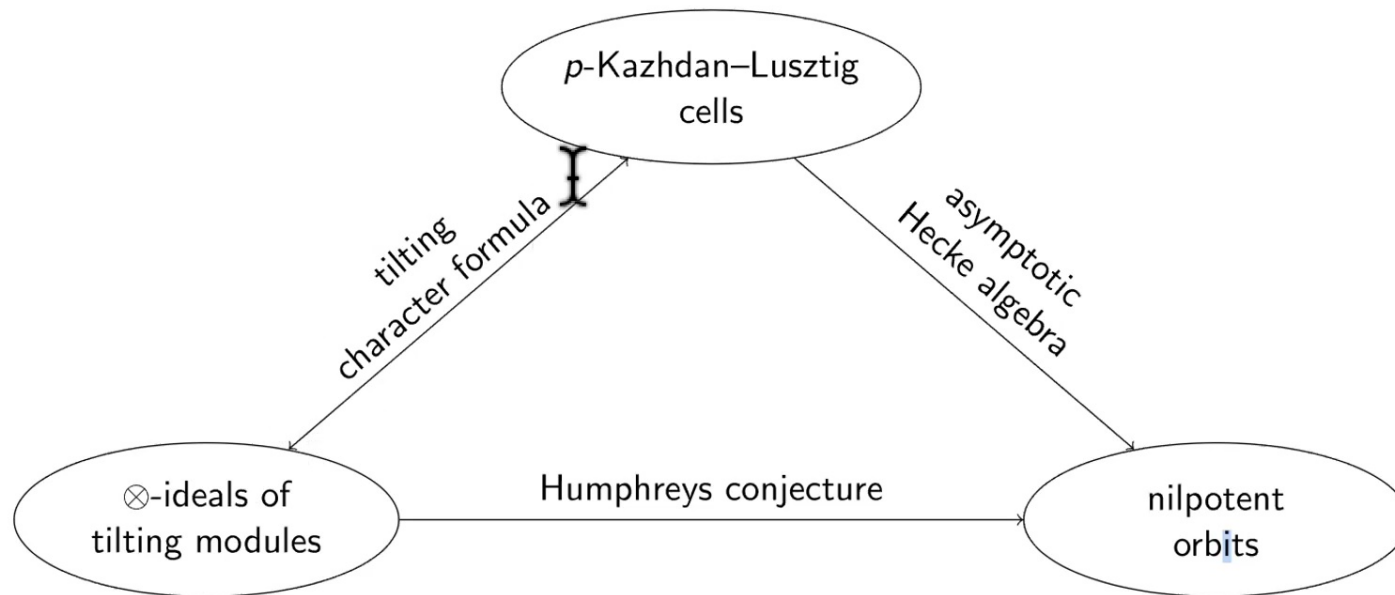 p-Kazhdan–Lusztig
cells
tilting
character formula
asymptotic
Hecke algebra
⊗-ideals of
tilting modules
Humphreys conjecture
nilpotent
orbits